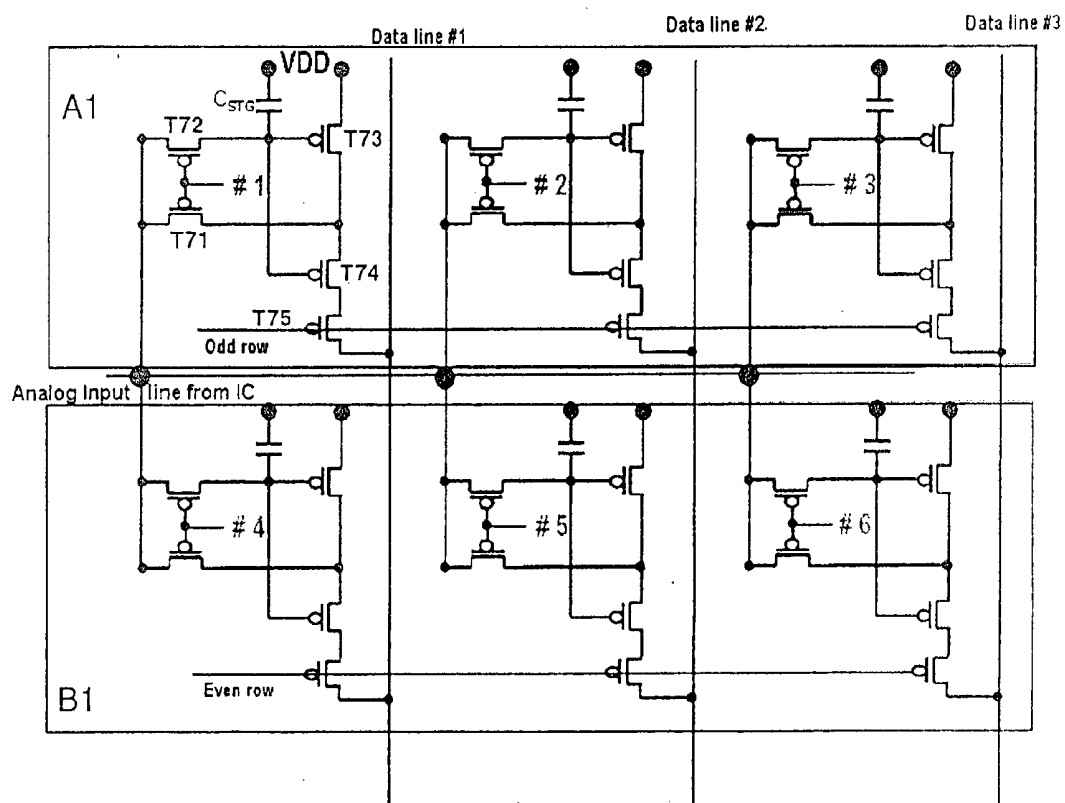 Data line #1
Data line #2.
Data line #3
A1
VDD
CSTG
T72
T73
#1
#2
#3
T71
T74
T75
Odd row
Analog Input line from IC
#4
#5
#6
Even row
B1